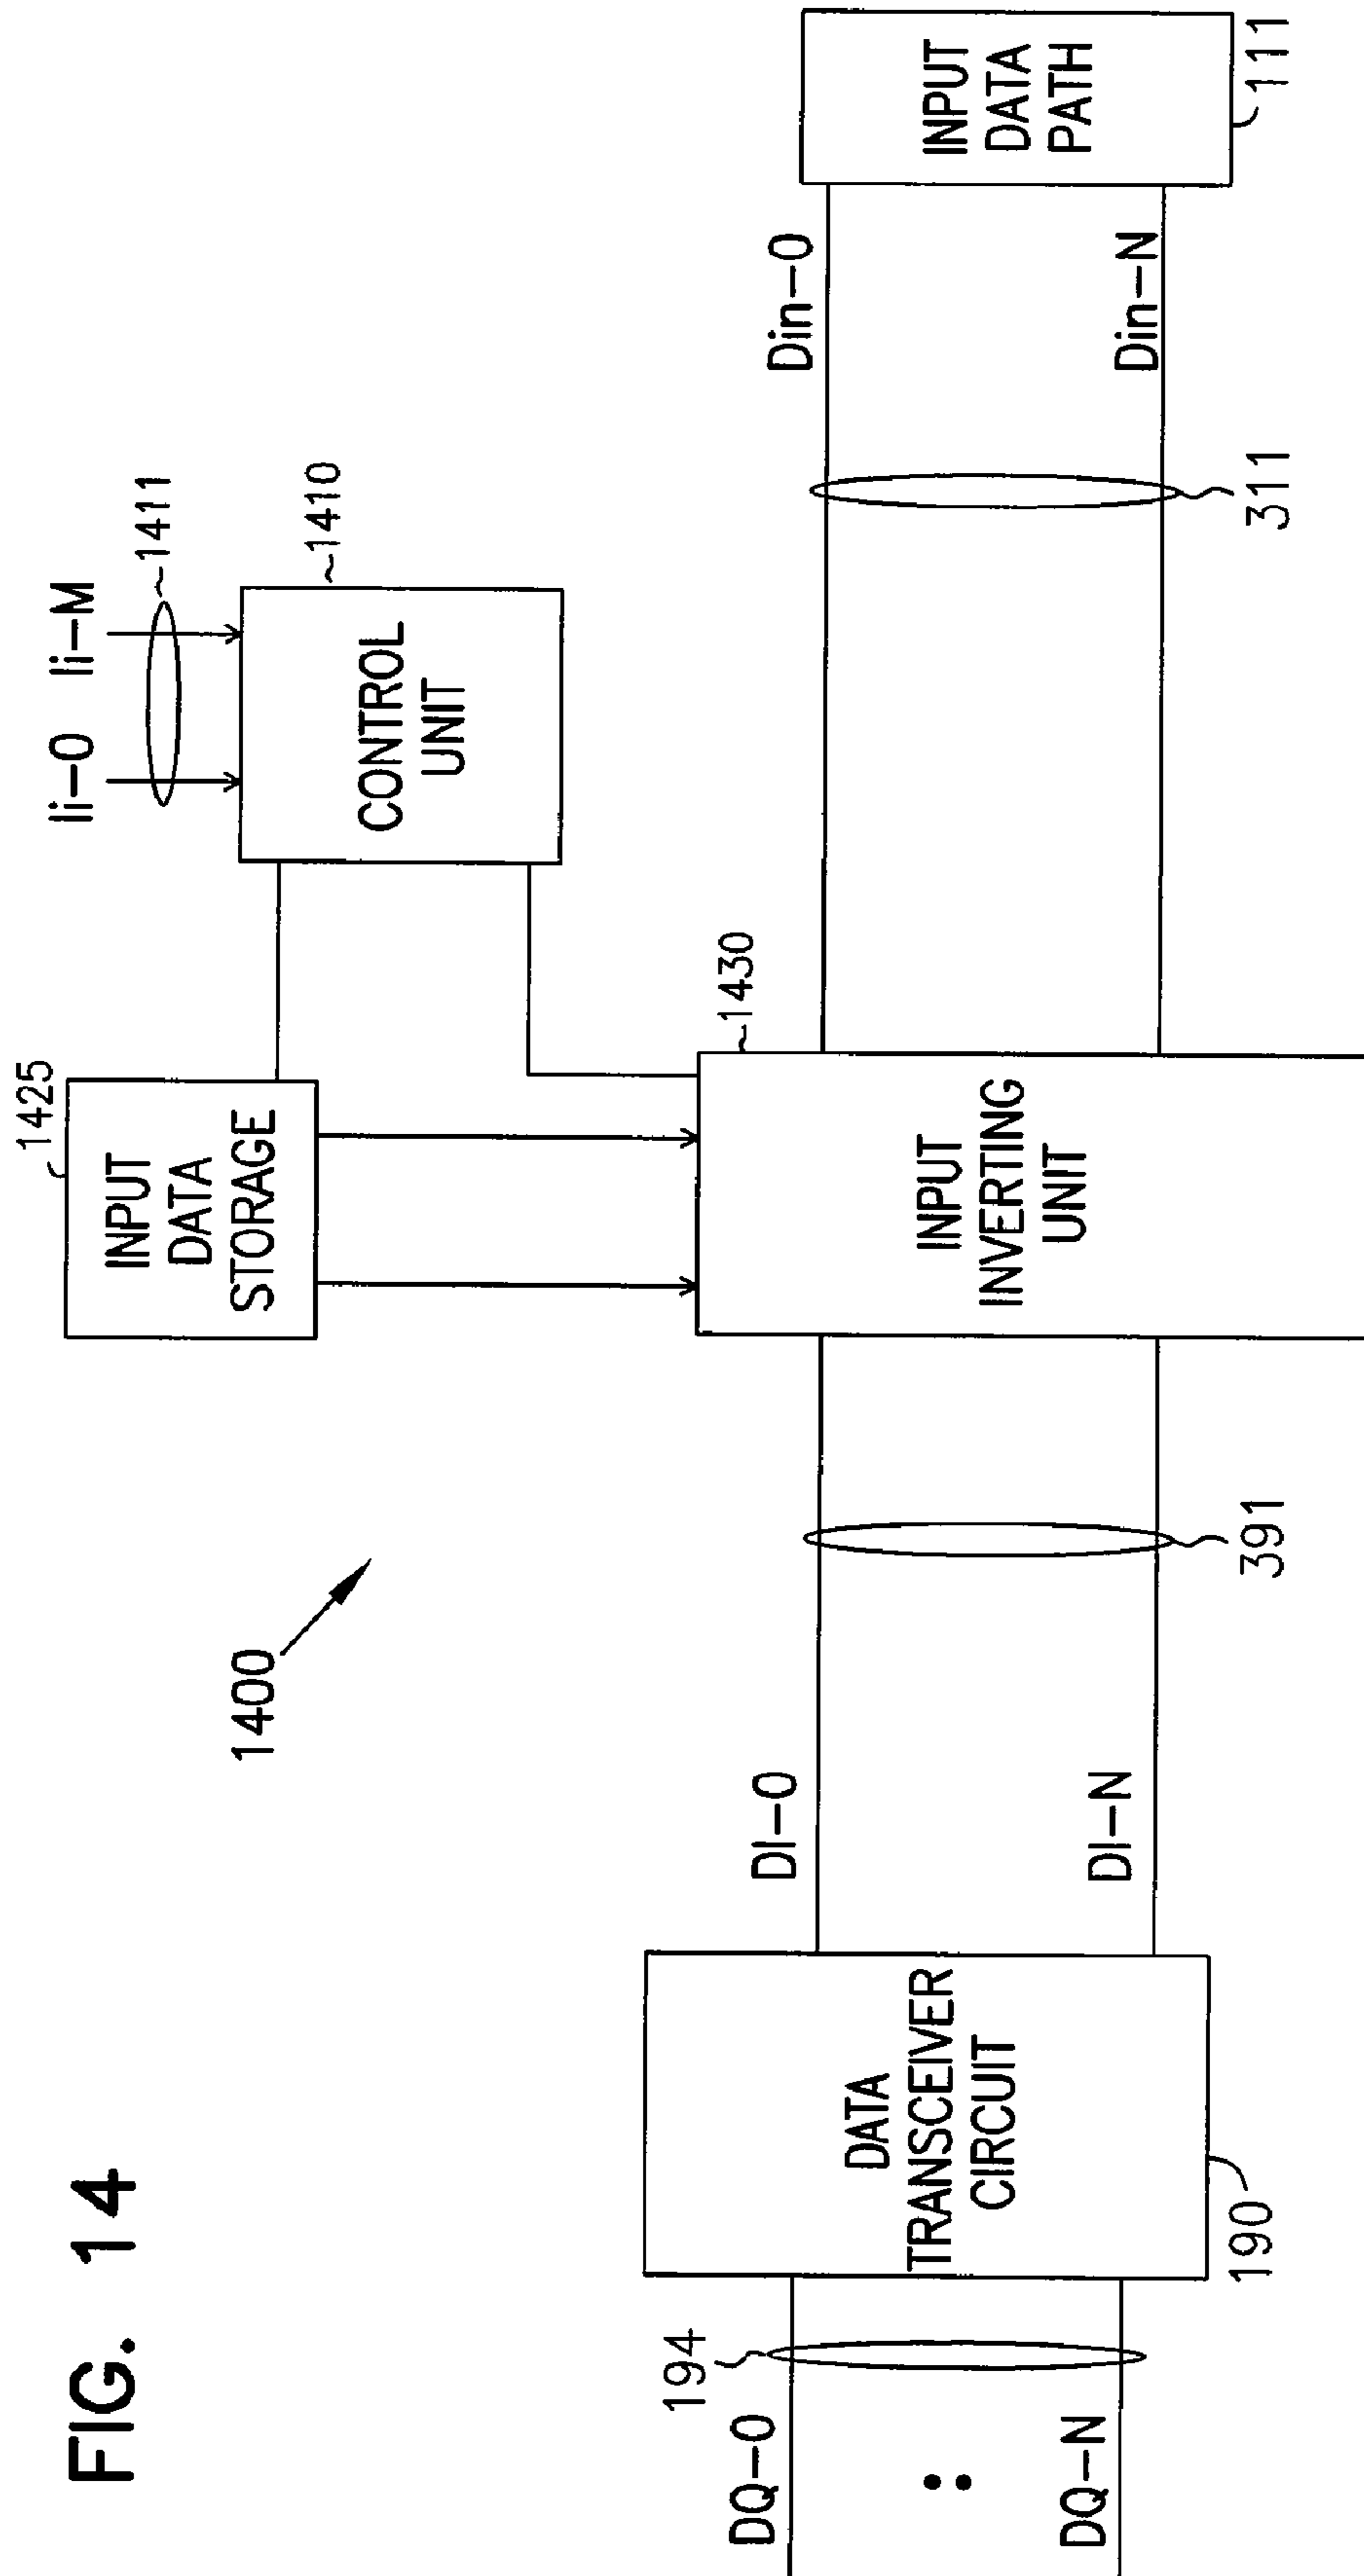 FIG. 14
1400
Ii–0 Ii–M
~1411
1425
INPUT
DATA
STORAGE
CONTROL
UNIT
~1410
1430
INPUT
INVERTING
UNIT
DQ–0
:
DQ–N
194
DATA
TRANSCEIVER
CIRCUIT
190
DI–0
DI–N
391
Din–0
Din–N
311
INPUT
DATA
PATH
111